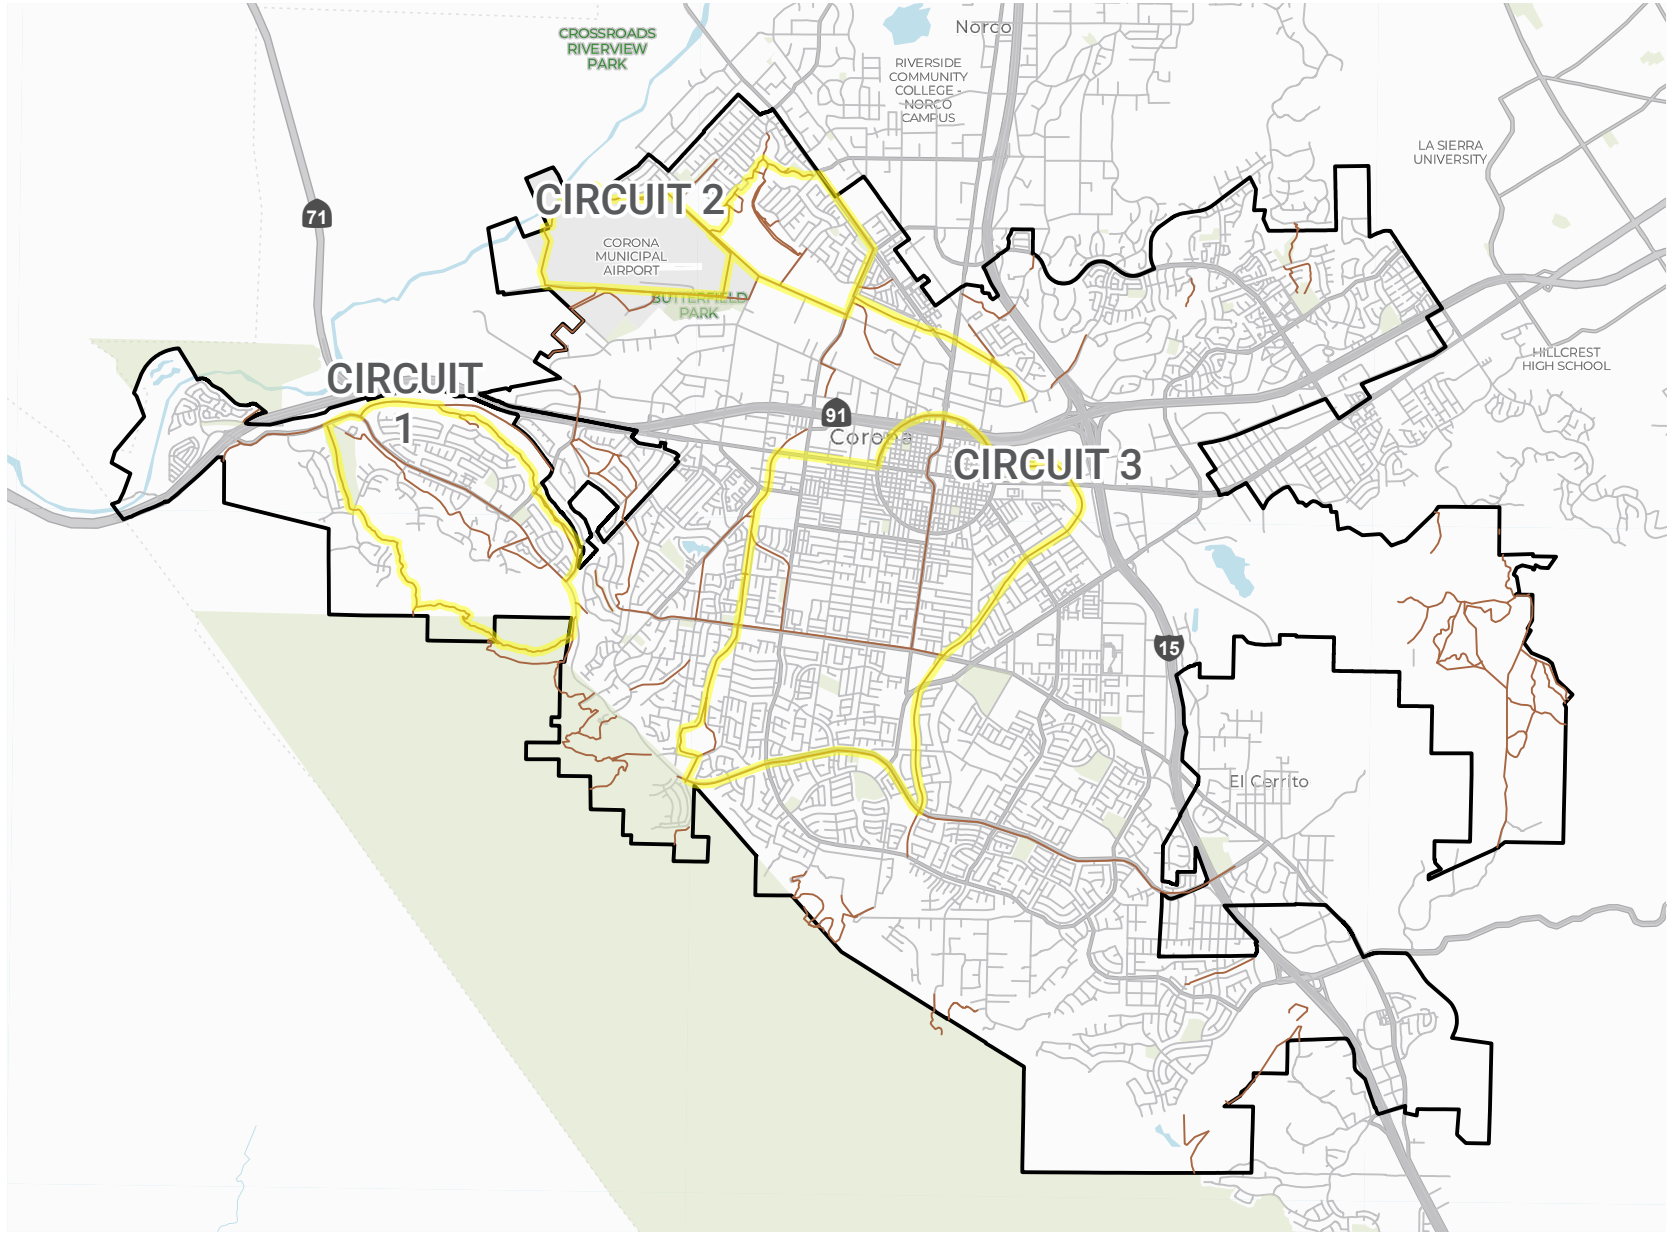 Norco
CROSSROADS
RIVERVIEW
PARK
RIVERSIDE
COMMUNITY
COLLEGE -
NORCO
CAMPUS
LA SIERRA
UNIVERSITY
CIRCUIT 2
71
CORONA
MUNICIPAL
AIRPORT
BUTTERFIELD
PARK
HILLCREST
HIGH SCHOOL
CIRCUIT
1
91
Corona
CIRCUIT 3
15
El Cerrito